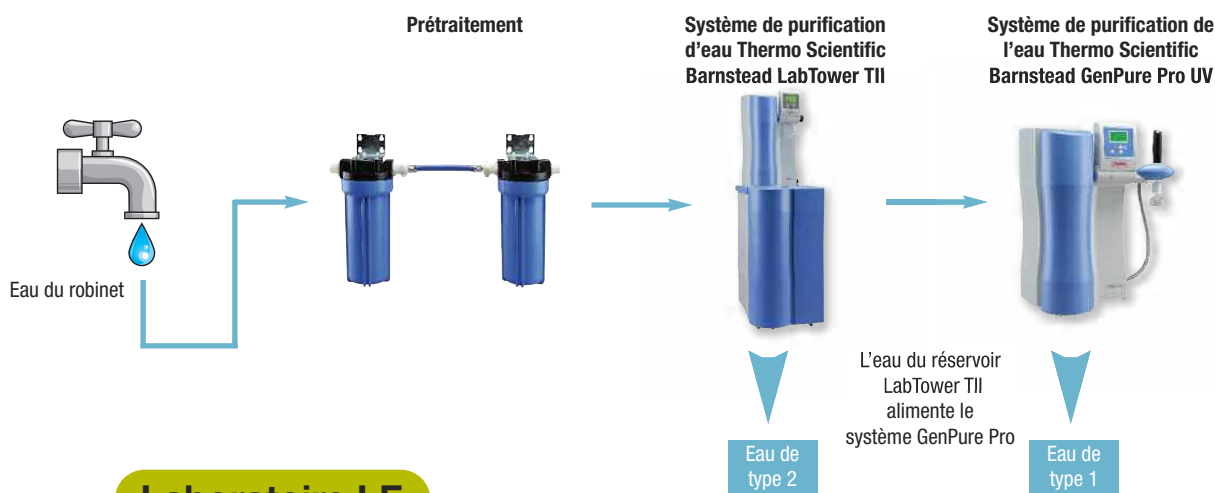 Prétraitement
Système de purification
d'eau Thermo Scientific
Barnstead LabTower TII
Système de purification de
l'eau Thermo Scientific
Barnstead GenPure Pro UV
Eau du robinet
L'eau du réservoir
LabTower TII
alimente le
système GenPure Pro
Eau de
type 2
Eau de
type 1